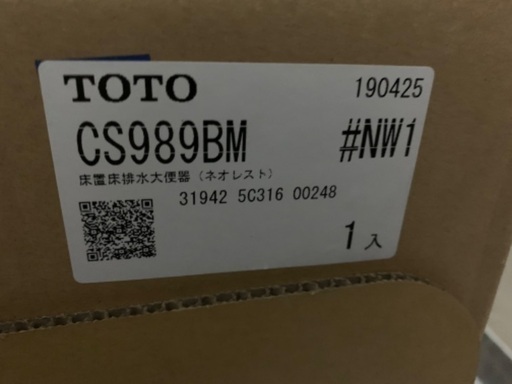 TOTO 190425
CS989BM #NW1
床置床排水大便器（ネオレスト）
31942 5C316 00248
1入